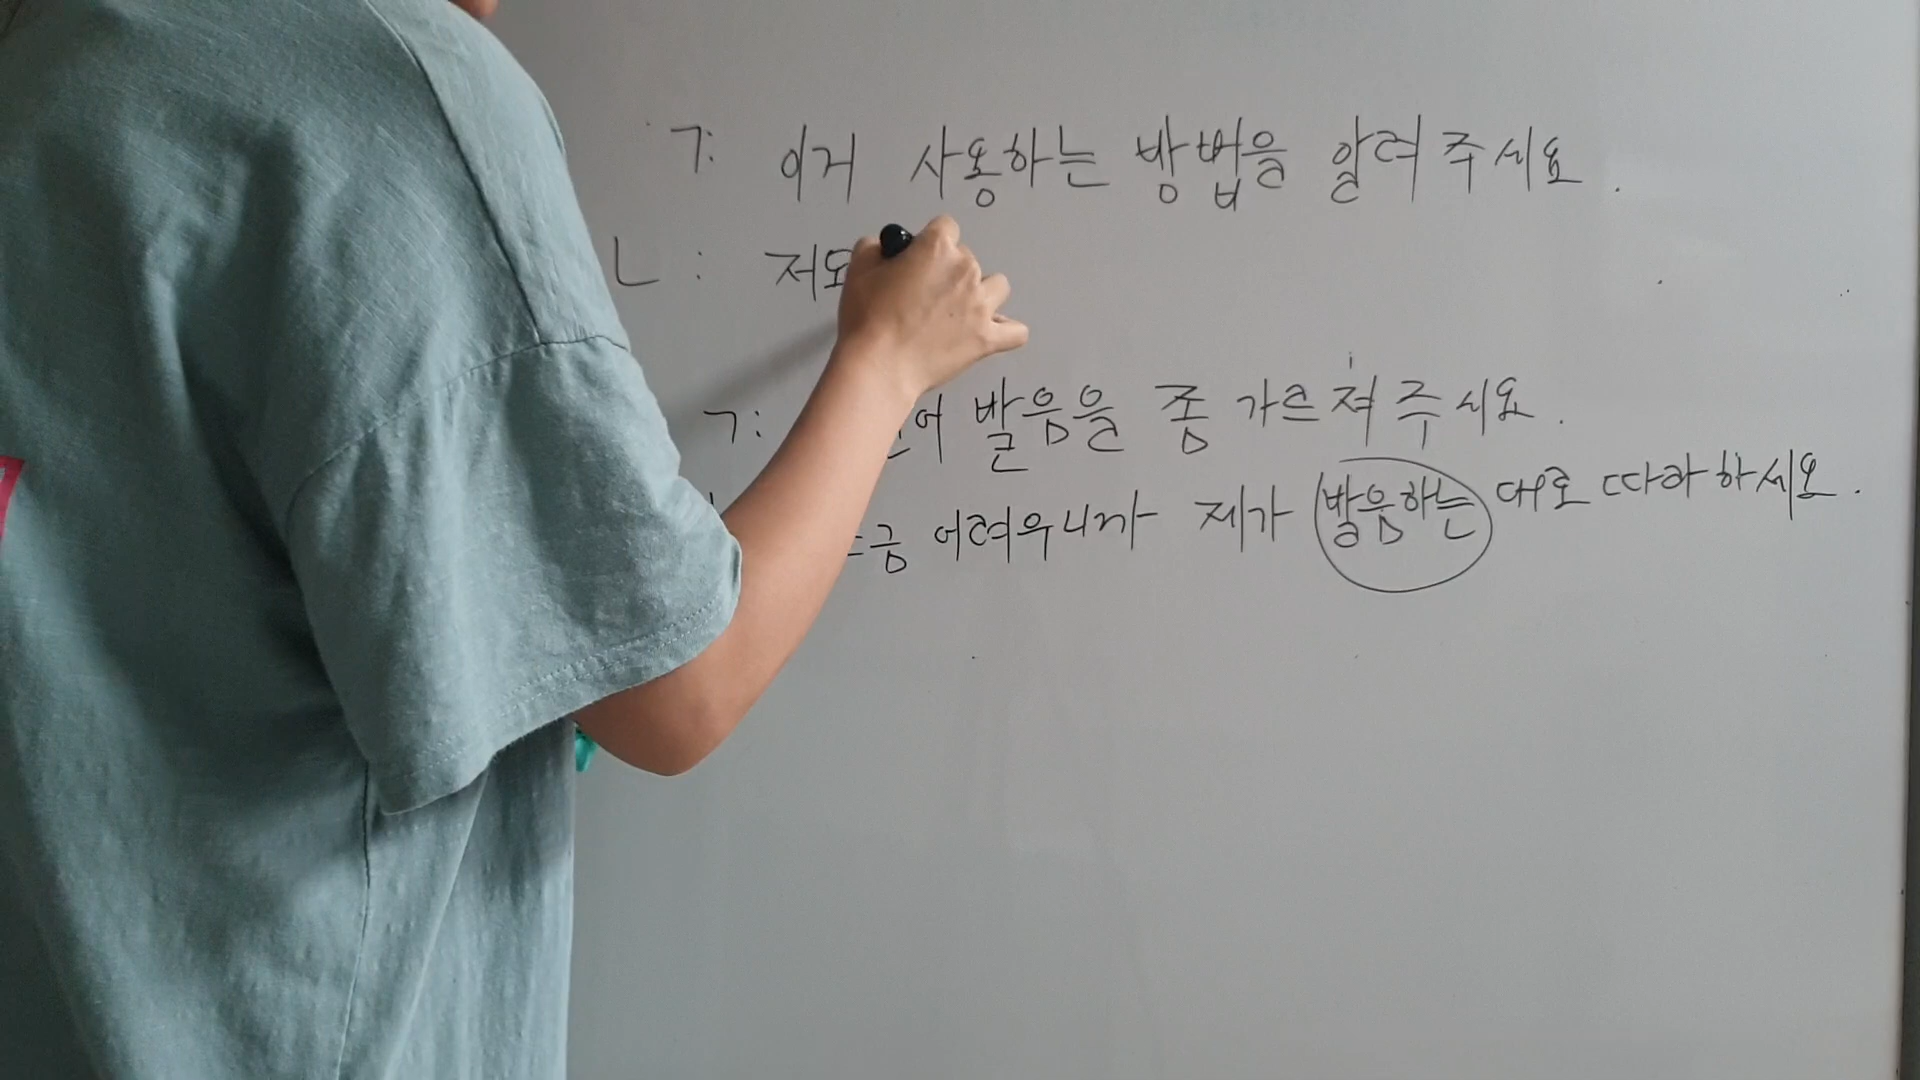 ㄱ: 이거 사용하는 방법을 알려 주세요.
ㄴ: 저도
ㄱ: 발음을 좀 가르쳐 주세요.
어려우니까 제가 발음하는 대로 따라 하세요.